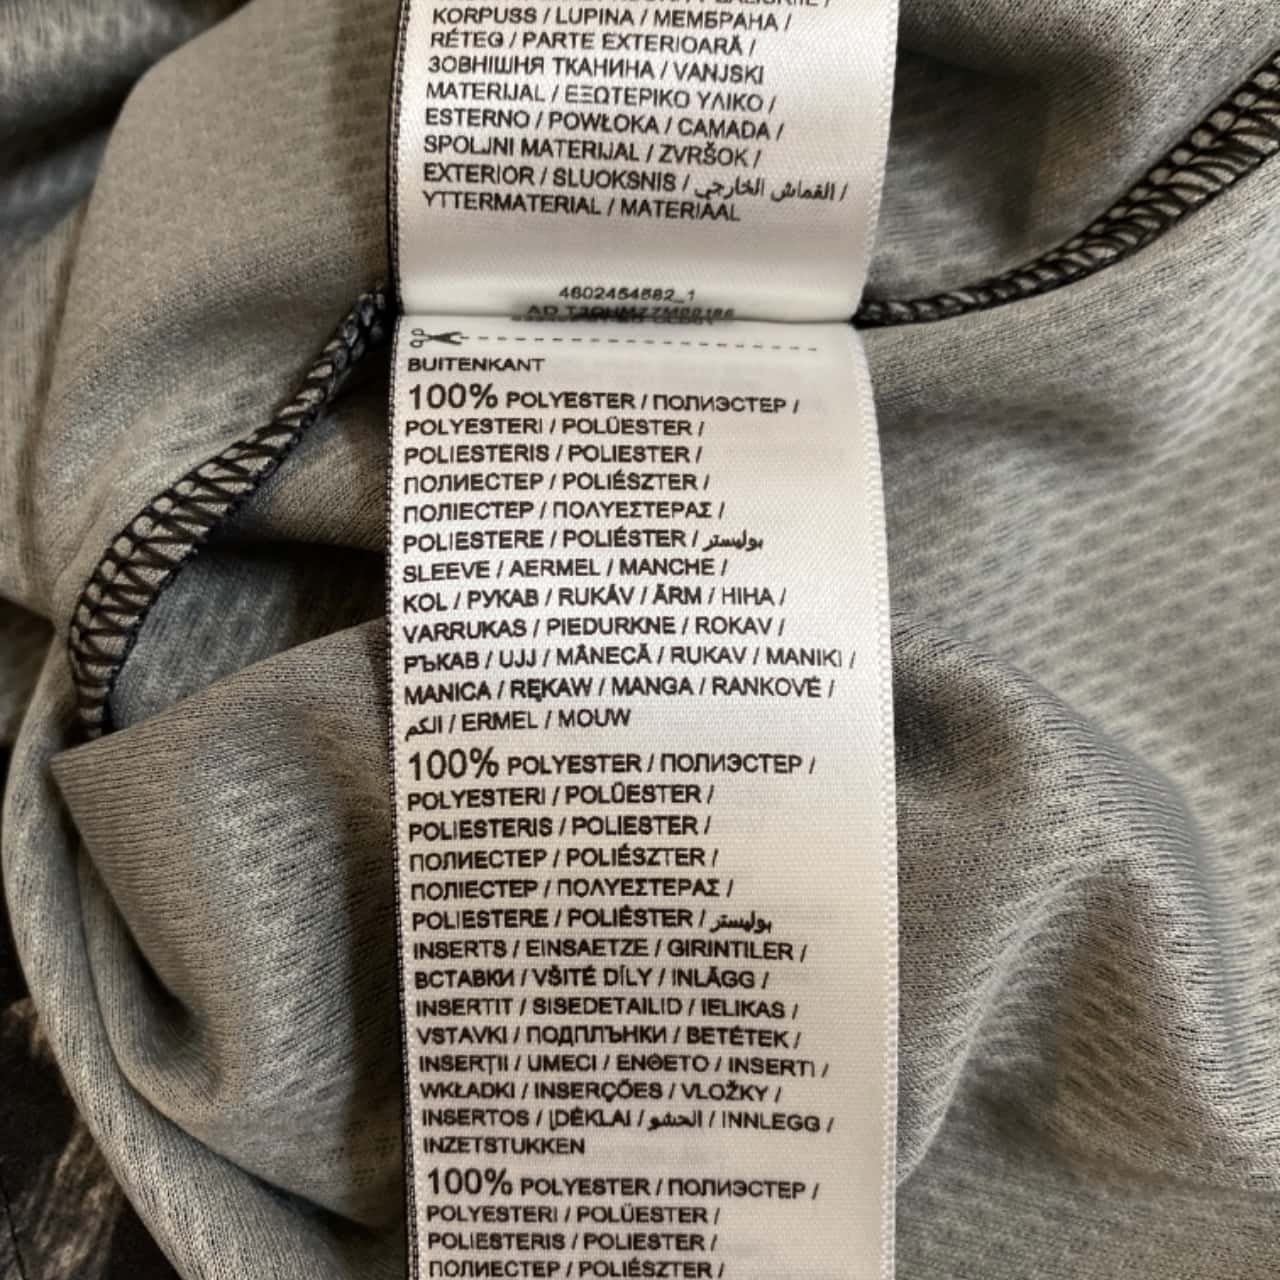 KORPUSS / LUPINA / МЕМБРАНА /
RÉTEG / PARTE EXTERIOARĂ /
ЗОВНІШНЯ ТКАНИНА / VANJSKI
MATERIJAL / ΕΞΩΤΕΡΙΚΟ ΥΛΙΚΟ /
ESTERNO / POWŁOKA / CAMADA /
SPOLJNI MATERIJAL / ZVRŠOK /
EXTERIOR / SLUOKSNIS / القماش الخارجي /
YTTERMATERIAL / MATERIAAL
4602454582_1
BUITENKANT
100% POLYESTER / ПОЛИЭСТЕР /
POLYESTERI / POLÜESTER /
POLIESTERIS / POLIESTER /
ПОЛИЕСТЕР / POLIÉSZTER /
ПОЛІЕСТЕР / ΠΟΛΥΕΣΤΕΡΑΣ /
POLIESTERE / POLIÉSTER / بوليستر
SLEEVE / AERMEL / MANCHE /
KOL / РУКАВ / RUKÁV / ÄRM / HIHA /
VARRUKAS / PIEDURKNE / ROKAV /
РЪКАВ / UJJ / MÂNECĂ / RUKAV / ΜΑΝΙΚΙ /
MANICA / RĘKAW / MANGA / RANKOVĖ /
الكم / ERMEL / MOUW
100% POLYESTER / ПОЛИЭСТЕР /
POLYESTERI / POLÜESTER /
POLIESTERIS / POLIESTER /
ПОЛИЕСТЕР / POLIÉSZTER /
ПОЛІЕСТЕР / ΠΟΛΥΕΣΤΕΡΑΣ /
POLIESTERE / POLIÉSTER / بوليستر
INSERTS / EINSAETZE / GIRINTILER /
ВСТАВКИ / VŠITÉ DÍLY / INLÄGG /
INSERTIT / SISEDETAILID / IELIKAS /
VSTAVKI / ПОДПЛЪНКИ / BETÉTEK /
INSERȚII / UMECI / ΕΝΘΕΤΟ / INSERTI /
WKŁADKI / INSERÇÕES / VLOŽKY /
INSERTOS / ĮDĖKLAI / الحشو / INNLEGG /
INZETSTUKKEN
100% POLYESTER / ПОЛИЭСТЕР /
POLYESTERI / POLÜESTER /
POLIESTERIS / POLIESTER /
ПОЛИЕСТЕР / POLIÉSZTER /